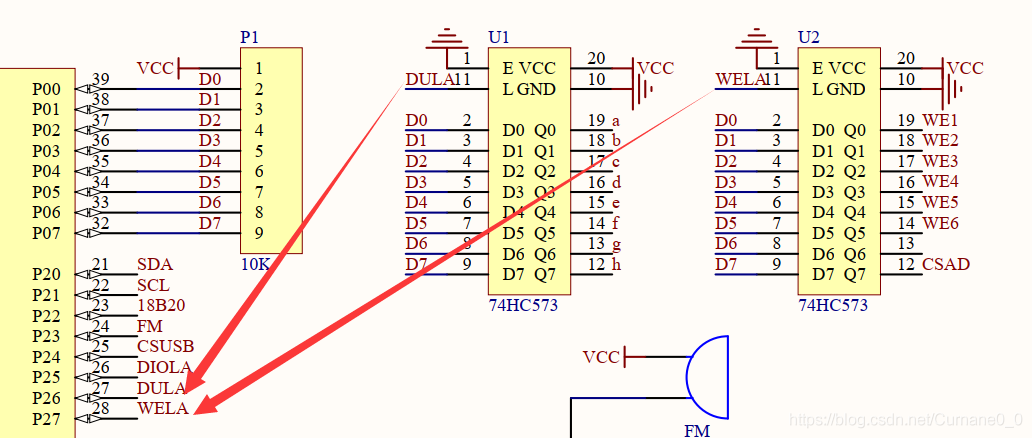 P1
VCC 1
P00 39 D0 2
P01 38 D1 3
P02 37 D2 4
P03 36 D3 5
P04 35 D4 6
P05 34 D5 7
P06 33 D6 8
P07 32 D7 9
10K
P20 21 SDA
P21 22 SCL
P22 23 18B20
P23 24 FM
P24 25 CSUSB
P25 26 DIOLA
P26 27 DULA
P27 28 WELA
U1
1 E VCC 20 VCC
DULA 11 L GND 10
D0 2 D0 Q0 19 a
D1 3 D1 Q1 18 b
D2 4 D2 Q2 17 c
D3 5 D3 Q3 16 d
D4 6 D4 Q4 15 e
D5 7 D5 Q5 14 f
D6 8 D6 Q6 13 g
D7 9 D7 Q7 12 h
74HC573
U2
1 E VCC 20 VCC
WELA 11 L GND 10
D0 2 D0 Q0 19 WE1
D1 3 D1 Q1 18 WE2
D2 4 D2 Q2 17 WE3
D3 5 D3 Q3 16 WE4
D4 6 D4 Q4 15 WE5
D5 7 D5 Q5 14 WE6
D6 8 D6 Q6 13
D7 9 D7 Q7 12 CSAD
74HC573
VCC
FM
https://blog.csdn.net/Cumane0_0